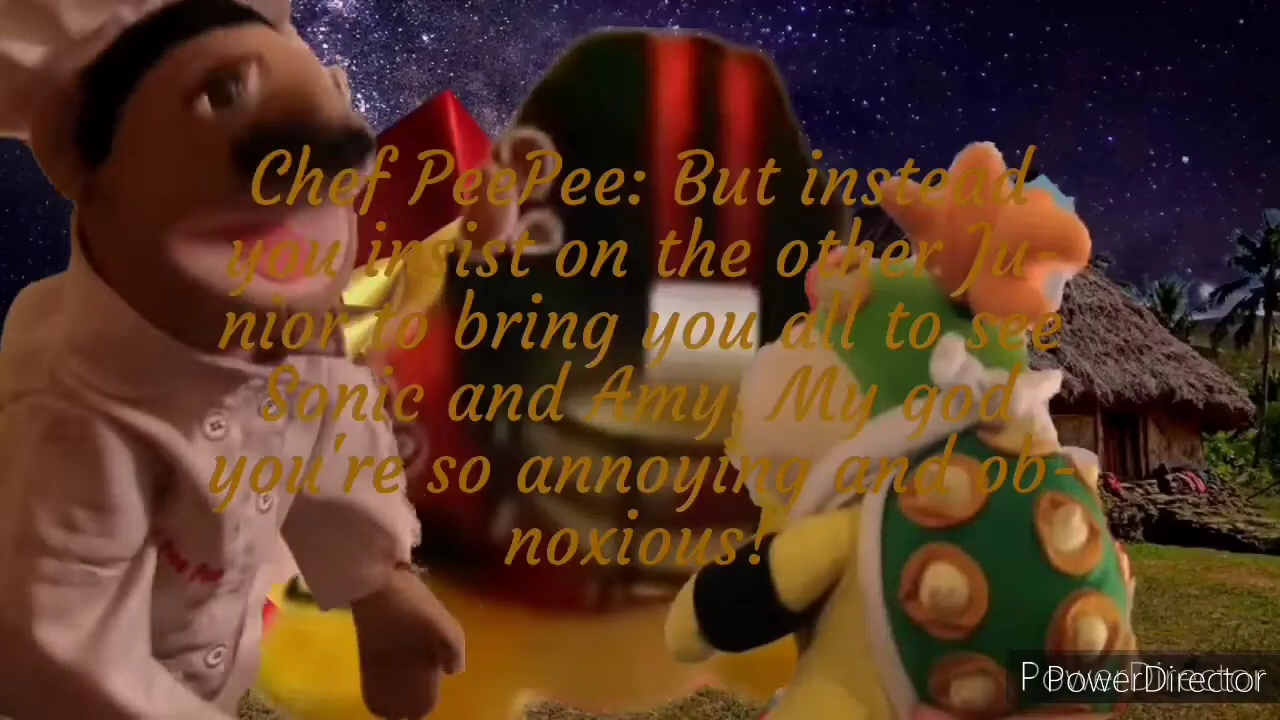 Chef PeePee: But instead
you insist on the other Ju-
nior to bring you all to see
Sonic and Amy, My god
you're so annoying and ob-
noxious!
PowerDirector
PowerDirector